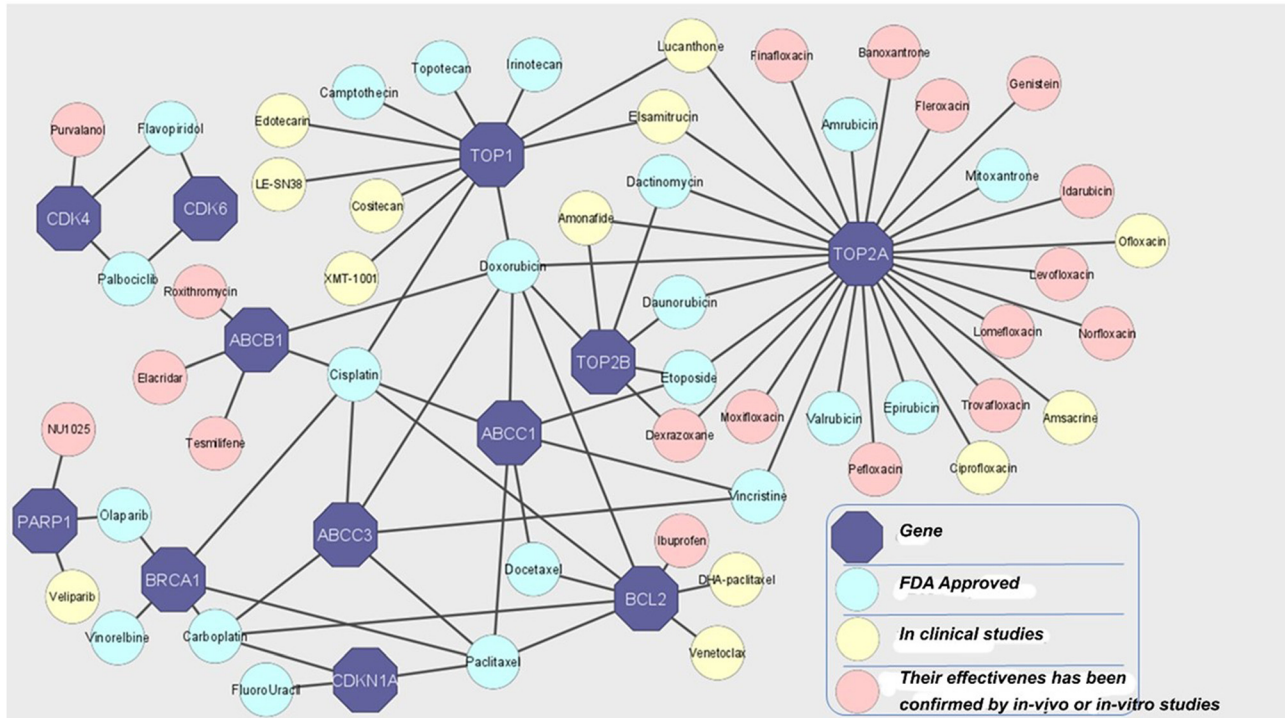 Lucanthone
Finafloxacin
Banoxantrone
Irinotecan
Topotecan
Genistein
Camptothecin
Fleroxacin
Edotecarin
Elsamitrucin
Amrubicin
Purvalanol
Flavopiridol
TOP1
Mitoxantrone
LE-SN38
Dactinomycin
Idarubicin
Cositecan
CDK4
CDK6
Amonafide
Ofloxacin
TOP2A
Doxorubicin
Levofloxacin
Palbociclib
XMT-1001
Roxithromycin
Daunorubicin
Lomefloxacin
Norfloxacin
ABCB1
TOP2B
Cisplatin
Elacridar
Etoposide
Trovafloxacin
Moxifloxacin
Valrubicin
Epirubicin
Amsacrine
NU1025
Tesmilifene
ABCC1
Dexrazoxane
Pefloxacin
Ciprofloxacin
Vincristine
Olaparib
PARP1
ABCC3
Ibuprofen
Docetaxel
DHA-paclitaxel
BRCA1
Veliparib
BCL2
Vinorelbine
Carboplatin
Venetoclax
Paclitaxel
CDKN1A
FluoroUracil
Gene
FDA Approved
In clinical studies
Their effectivenes has been
confirmed by in-vivo or in-vitro studies